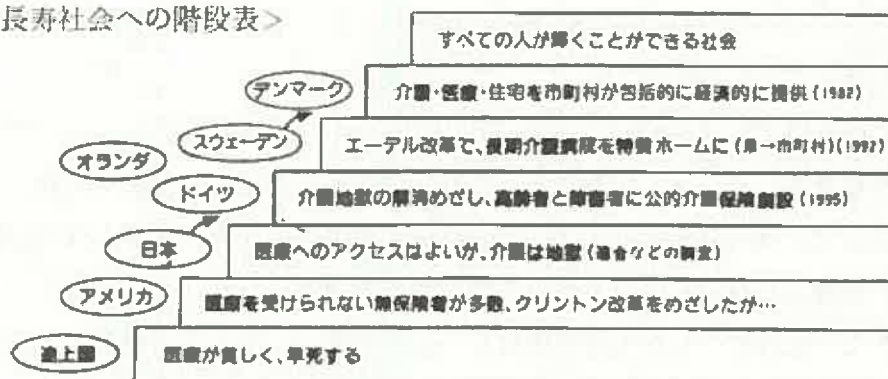 長寿社会への階段表>
すべての人が輝くことができる社会
デンマーク
介護・医療・住宅を市町村が包括的に経済的に提供(1982)
スウェーデン
エーデル改革で、長期介護病院を特養ホームに(県→市町村)(1992)
オランダ
ドイツ
介護地獄の解消めざし、高齢者と障害者に公的介護保険創設(1995)
日本
医療へのアクセスはよいが、介護は地獄(連合などの調査)
アメリカ
医療を受けられない無保険者が多数、クリントン改革をめざしたが…
途上国
医療が貧しく、早死する